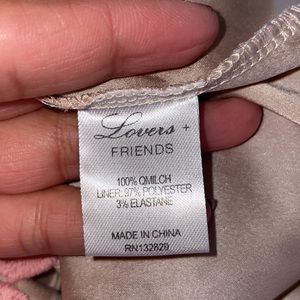 Lovers +
FRIENDS
100% QMILCH
LINER: 97% POLYESTER
3% ELASTANE
MADE IN CHINA
RN132829